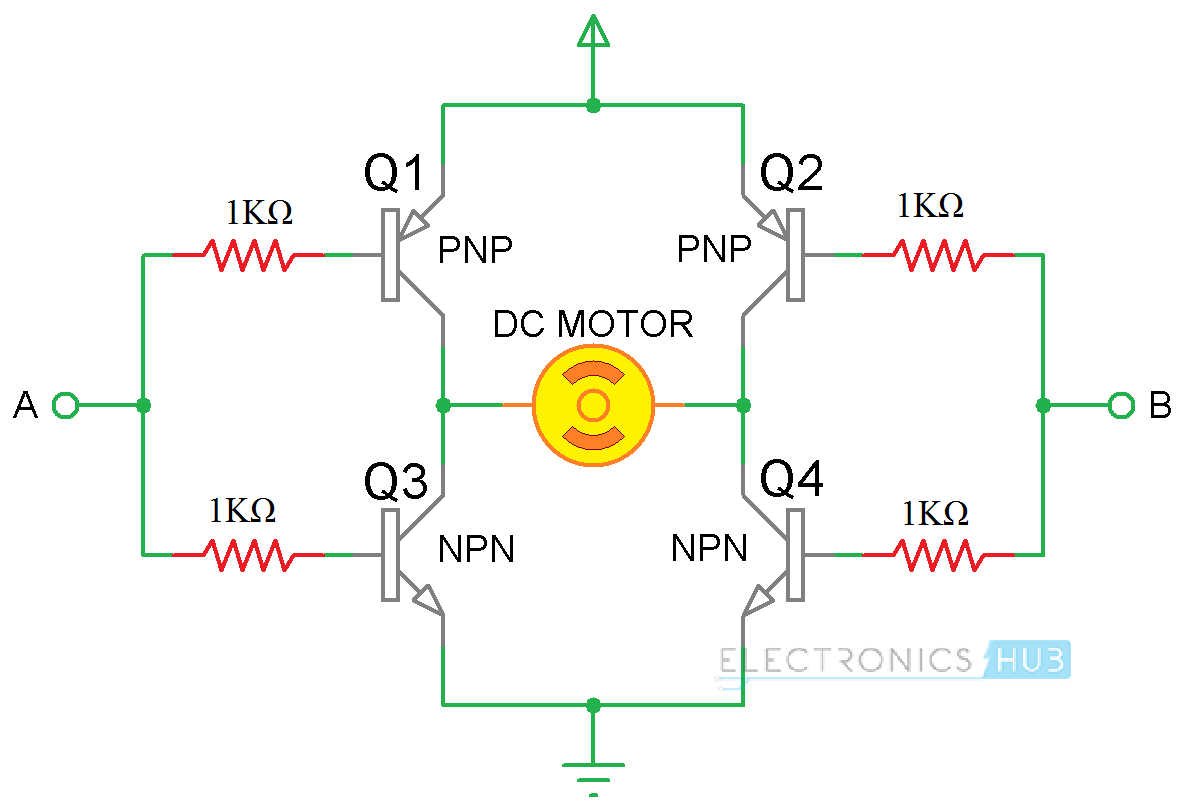 Q1
Q2
1KΩ
1KΩ
PNP
PNP
DC MOTOR
A
B
Q3
Q4
1KΩ
1KΩ
NPN
NPN
ELECTRONICS HUB